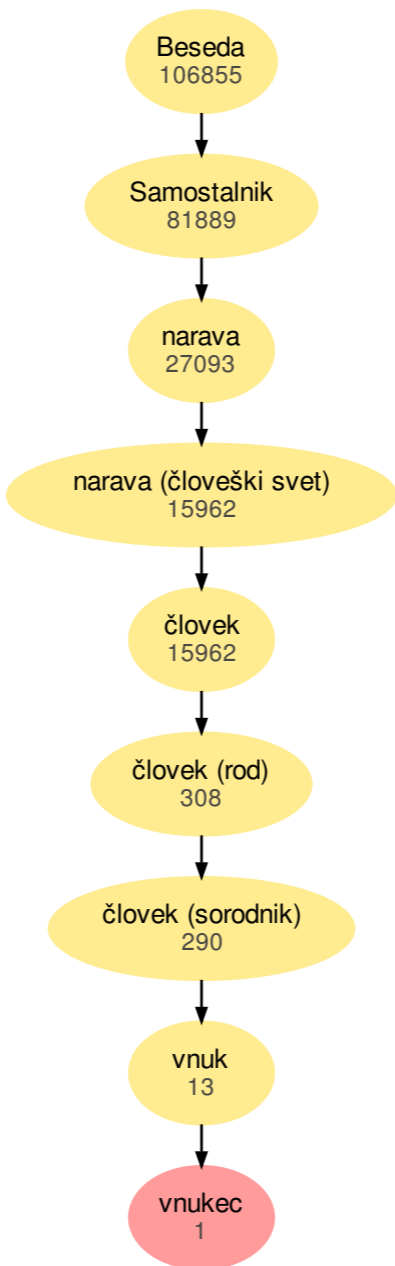 Beseda
106855
Samostalnik
81889
narava
27093
narava (človeški svet)
15962
človek
15962
človek (rod)
308
človek (sorodnik)
290
vnuk
13
vnukec
1